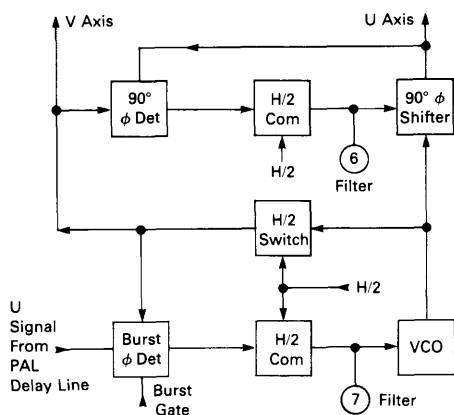 V Axis
U Axis
90°
ϕ Det
H/2
Com
90° ϕ
Shifter
6
H/2
Filter
H/2
Switch
H/2
U
Signal
From
PAL
Delay Line
Burst
ϕ Det
H/2
Com
VCO
7
Filter
Burst
Gate